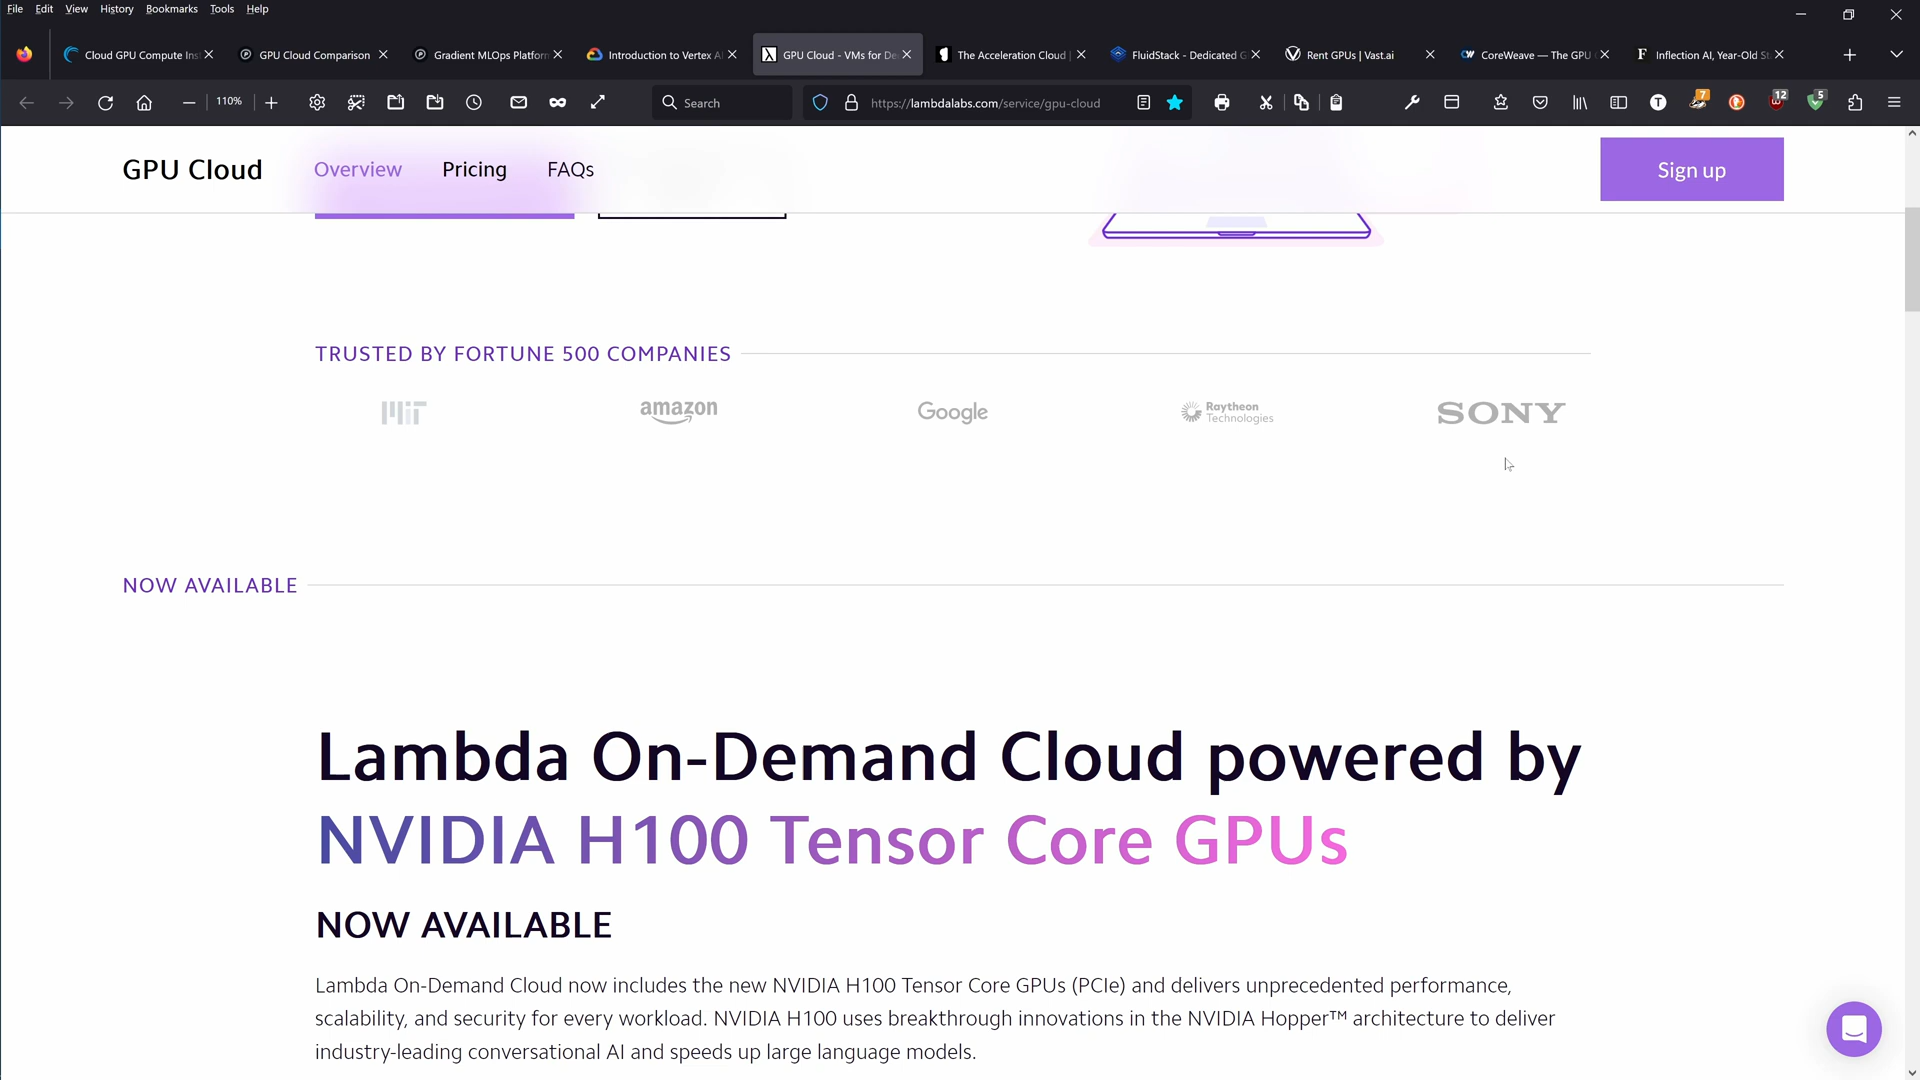 File Edit View History Bookmarks Tools Help
Cloud GPU Compute Ins
GPU Cloud Comparison
Gradient MLOps Platform
Introduction to Vertex AI
GPU Cloud - VMs for De
The Acceleration Cloud |
FluidStack - Dedicated G
Rent GPUs | Vast.ai
CoreWeave — The GPU
Inflection AI, Year-Old St
110%
Search
https://lambdalabs.com/service/gpu-cloud
7
12
5
GPU Cloud
Overview
Pricing
FAQs
Sign up
TRUSTED BY FORTUNE 500 COMPANIES
MIT
amazon
Google
Raytheon
Technologies
SONY
NOW AVAILABLE
Lambda On-Demand Cloud powered by
NVIDIA H100 Tensor Core GPUs
NOW AVAILABLE
Lambda On-Demand Cloud now includes the new NVIDIA H100 Tensor Core GPUs (PCIe) and delivers unprecedented performance,
scalability, and security for every workload. NVIDIA H100 uses breakthrough innovations in the NVIDIA Hopper™ architecture to deliver
industry-leading conversational AI and speeds up large language models.